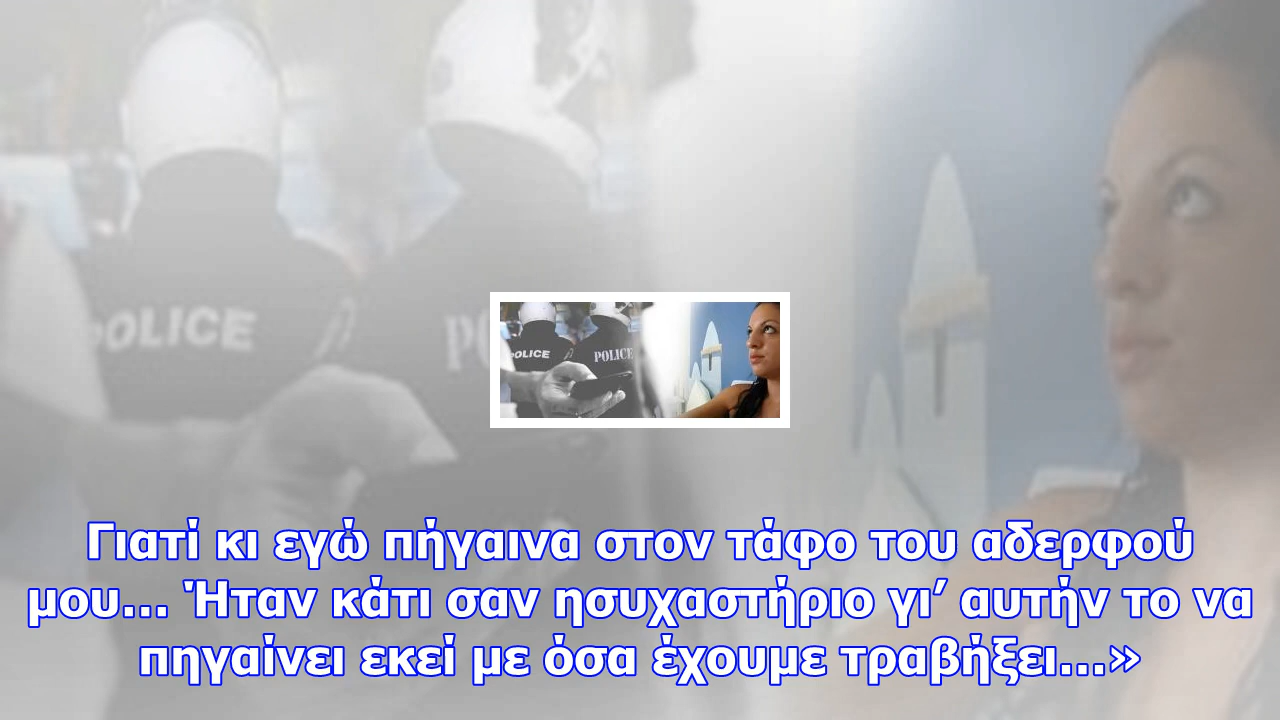 POLICE
PO
POLICE
POLICE
Γιατί κι εγώ πήγαινα στον τάφο του αδερφού
μου... Ήταν κάτι σαν ησυχαστήριο γι’ αυτήν το να
πηγαίνει εκεί με όσα έχουμε τραβήξει...»